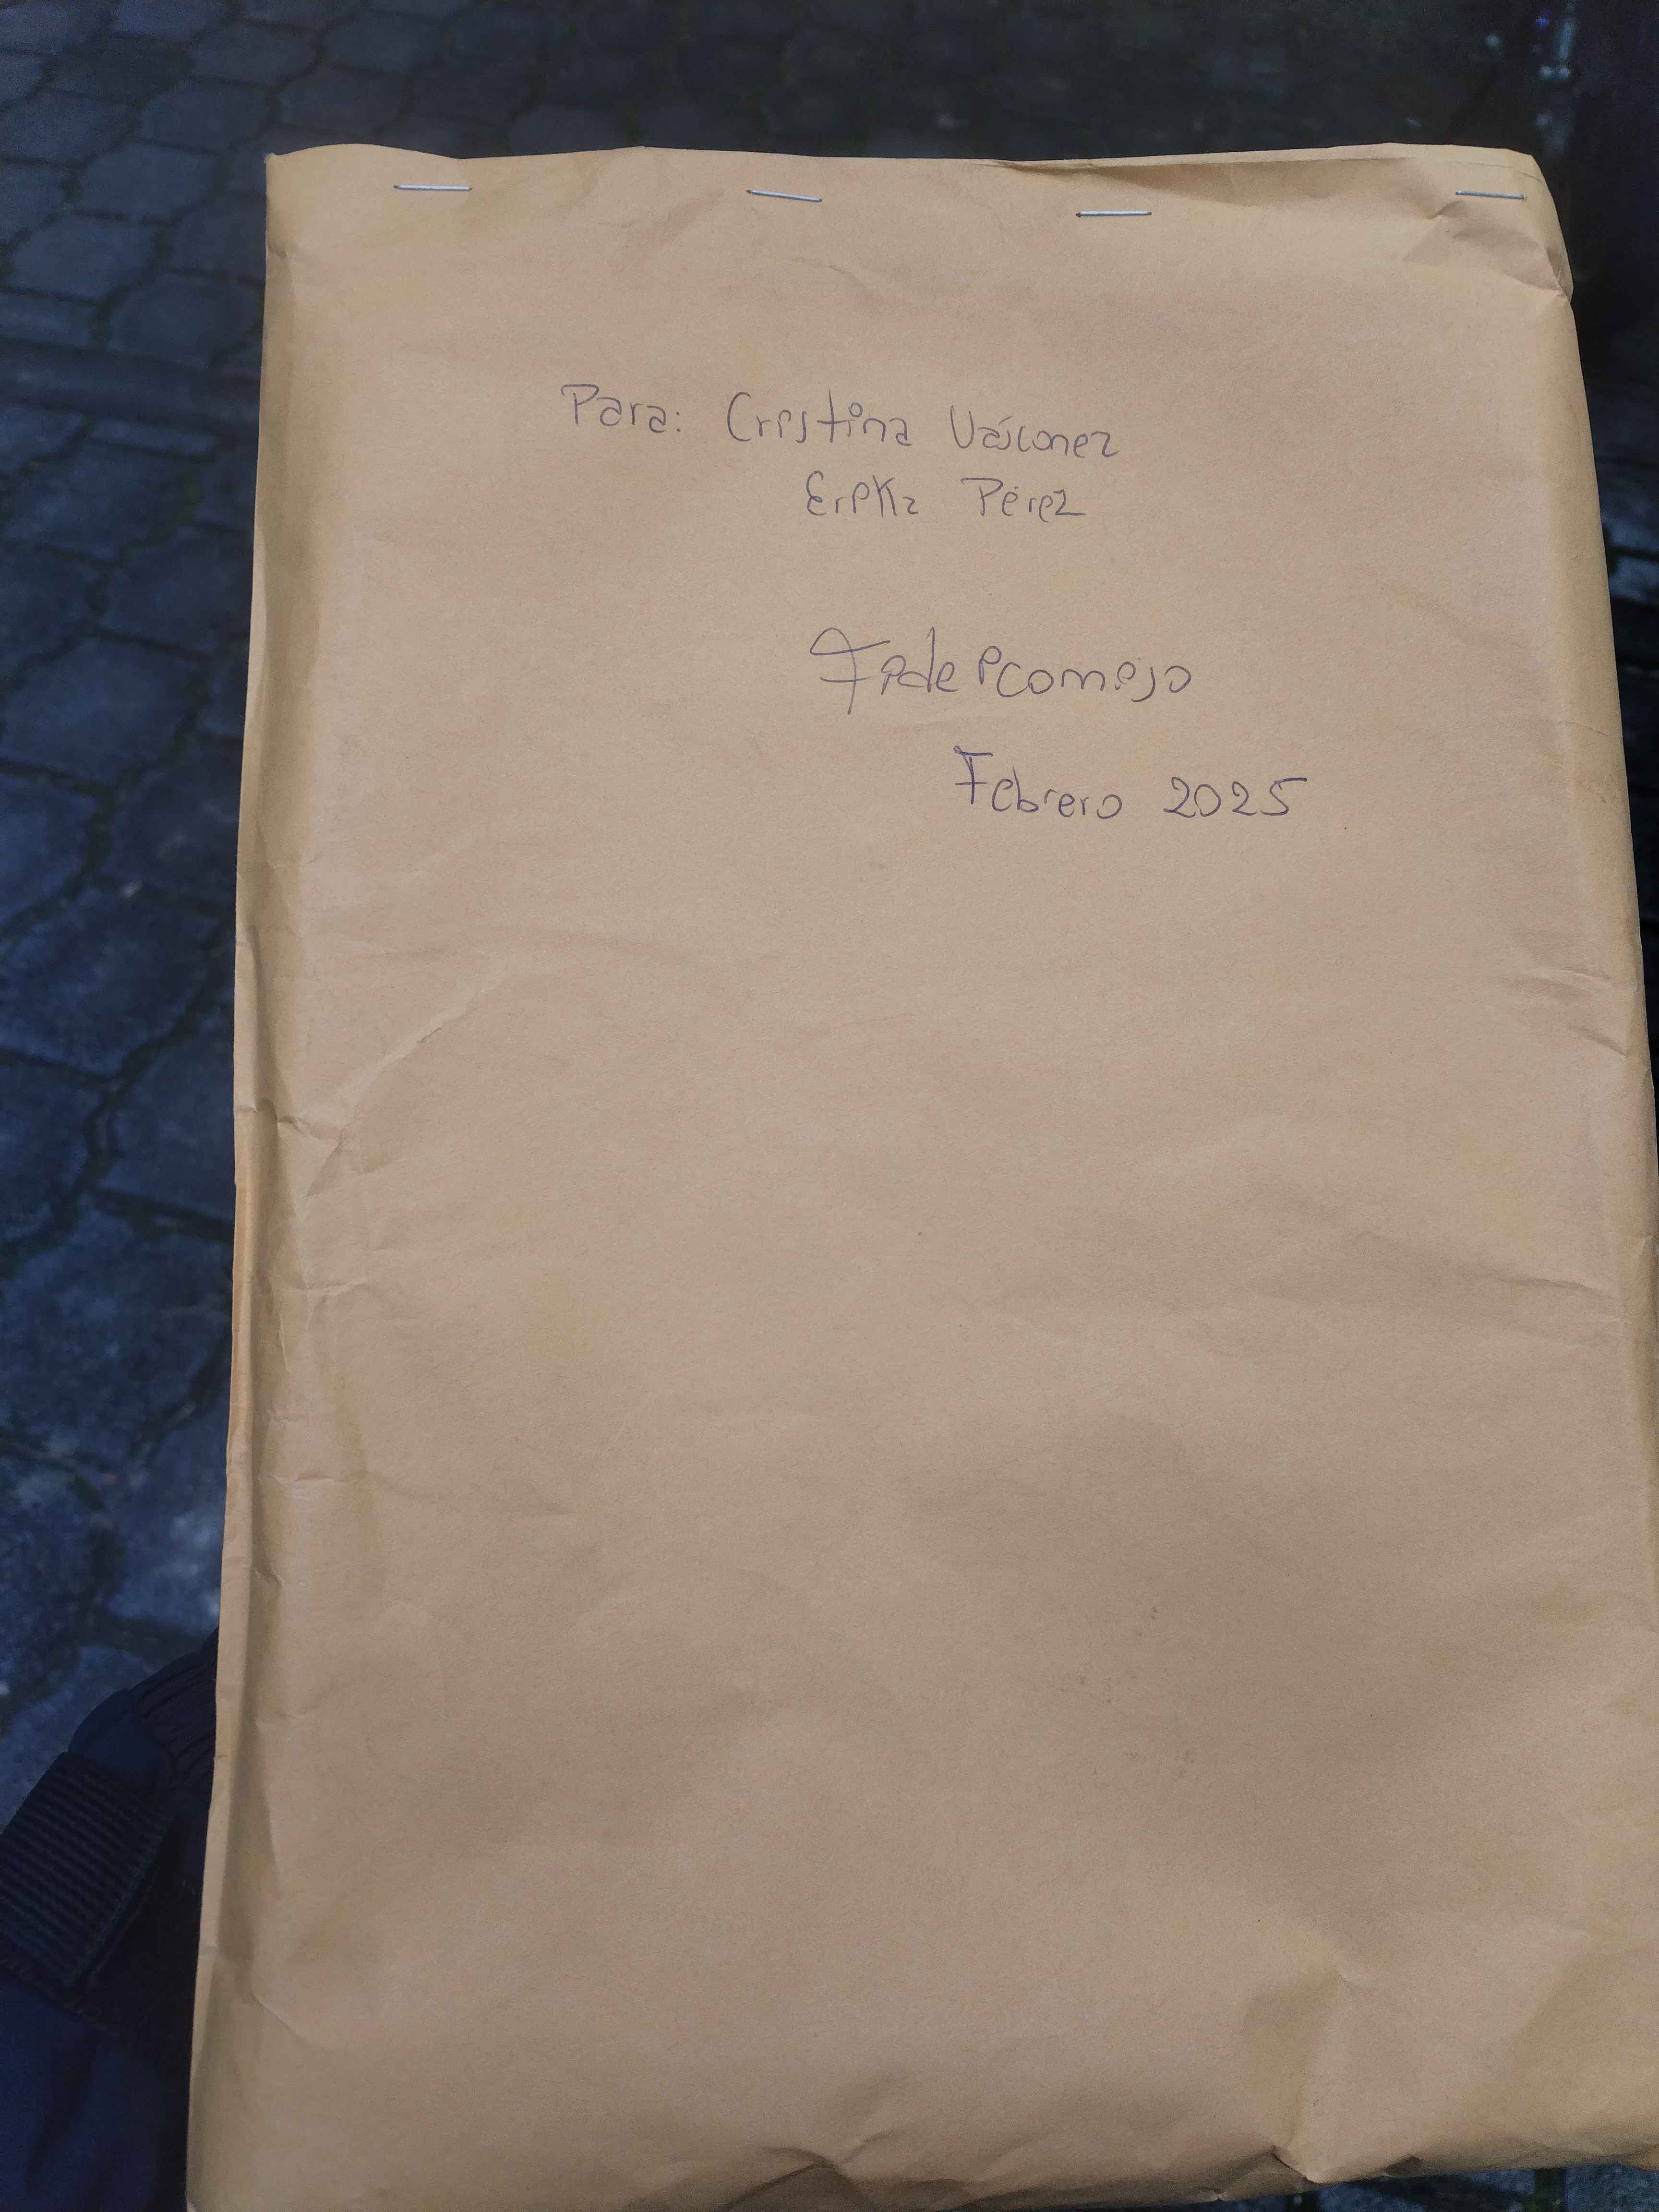 Para: Cristina Vásconez
Erika Pérez
Fideicomiso
Febrero 2025